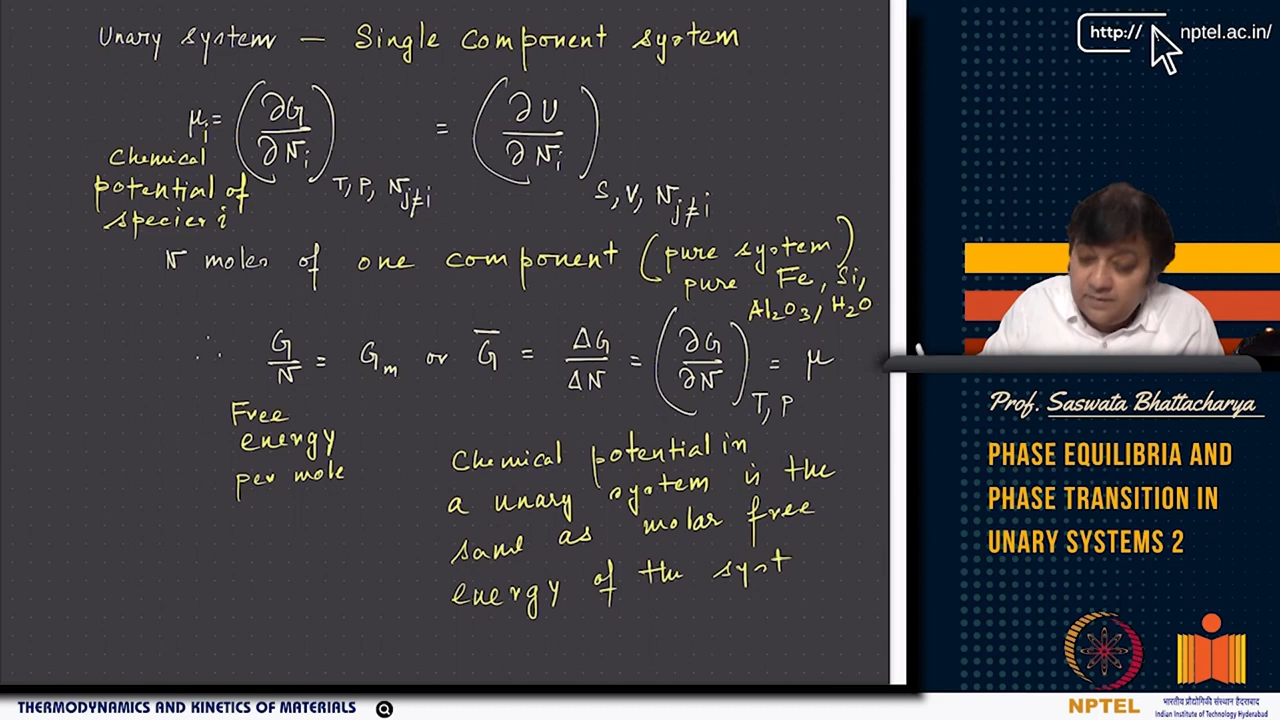 Unary system — Single component system
μi = (∂G/∂Ni)T, P, Nj≠i = (∂U/∂Ni)S, V, Nj≠i
Chemical
potential of
species i
N moles of one component (pure system)
pure Fe, Si,
Al2O3, H2O
∴ G/N = Gm or G̅ = ΔG/ΔN = (∂G/∂N)T, P = μ
Free
energy
per mole
Chemical potential in
a unary system is the
same as molar free
energy of the syst
http:// nptel.ac.in/
Prof. Saswata Bhattacharya
PHASE EQUILIBRIA AND
PHASE TRANSITION IN
UNARY SYSTEMS 2
NPTEL
भारतीय प्रौद्योगिकी संस्थान हैदराबाद
Indian Institute of Technology Hyderabad
THERMODYNAMICS AND KINETICS OF MATERIALS